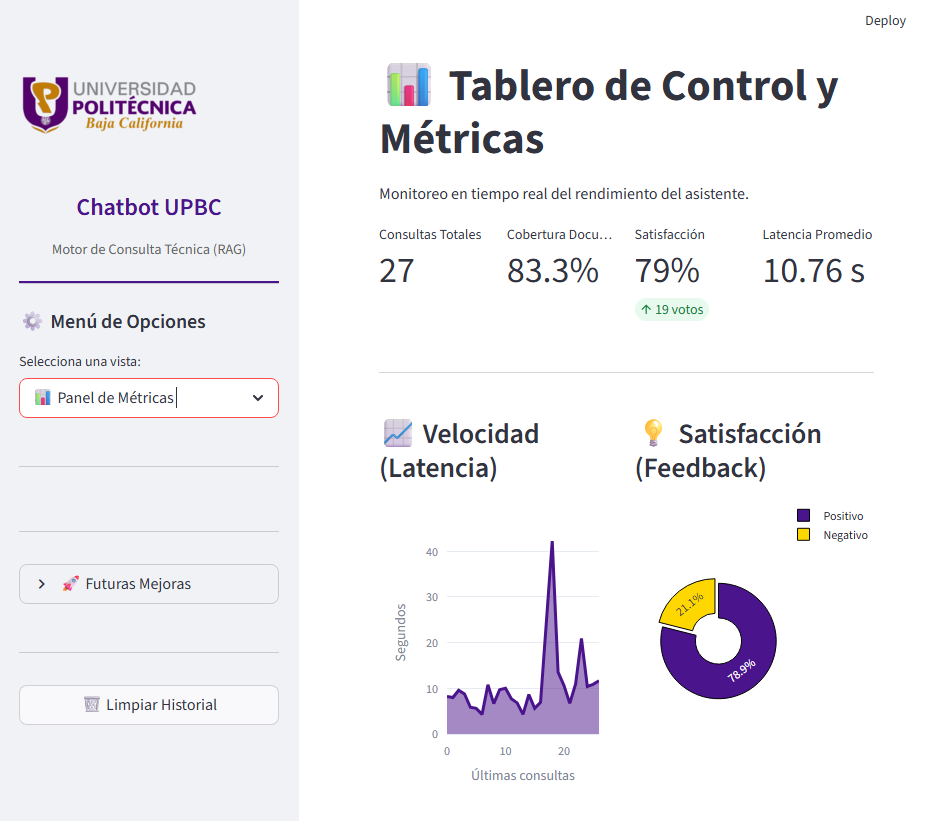 Deploy
UNIVERSIDAD
POLITÉCNICA
Baja California
Chatbot UPBC
Motor de Consulta Técnica (RAG)
Menú de Opciones
Selecciona una vista:
Panel de Métricas
Futuras Mejoras
Limpiar Historial
Tablero de Control y
Métricas
Monitoreo en tiempo real del rendimiento del asistente.
Consultas Totales
27
Cobertura Docu…
83.3%
Satisfacción
79%
↑ 19 votos
Latencia Promedio
10.76 s
Velocidad
(Latencia)
40
30
20
10
0
Segundos
0 10 20
Últimas consultas
Satisfacción
(Feedback)
Positivo
Negativo
21.1%
78.9%